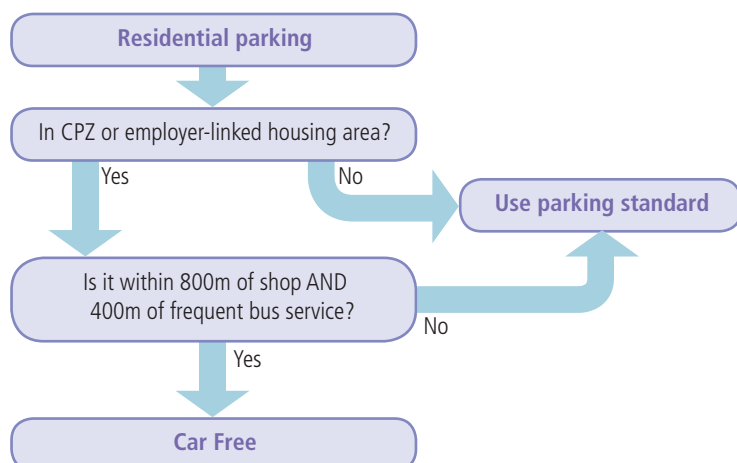 Residential parking
In CPZ or employer-linked housing area?
Yes
No
Use parking standard
Is it within 800m of shop AND
400m of frequent bus service?
No
Yes
Car Free